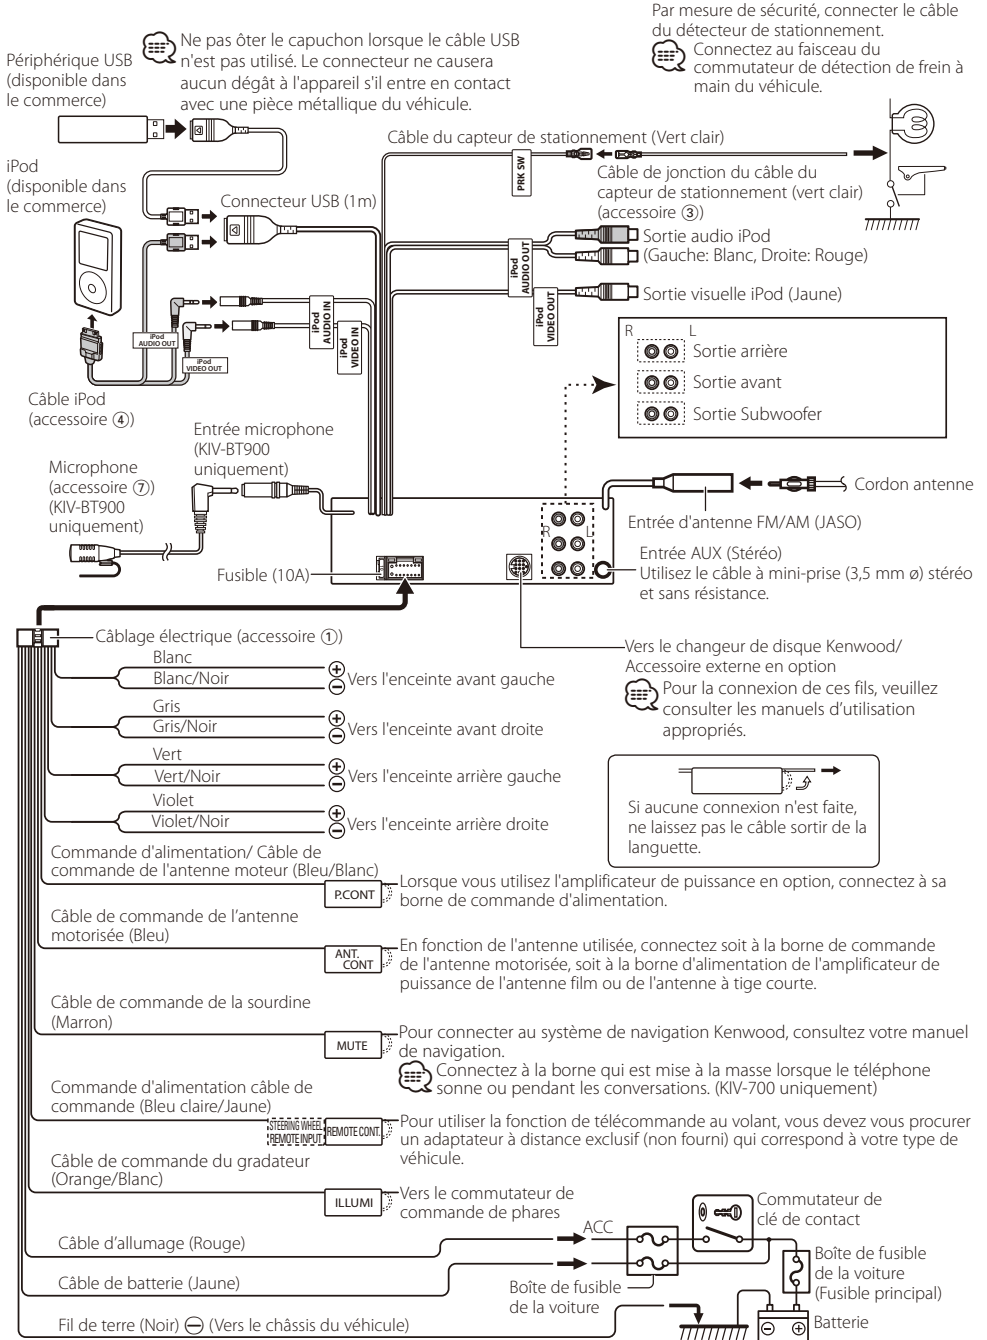 Par mesure de sécurité, connecter le câble
du détecteur de stationnement.
Connectez au faisceau du
commutateur de détection de frein à
main du véhicule.
Ne pas ôter le capuchon lorsque le câble USB
n'est pas utilisé. Le connecteur ne causera
aucun dégât à l'appareil s'il entre en contact
avec une pièce métallique du véhicule.
Périphérique USB
(disponible dans
le commerce)
Câble du capteur de stationnement (Vert clair)
PRK SW
iPod
(disponible dans
le commerce)
Connecteur USB (1m)
Câble de jonction du câble du
capteur de stationnement (vert clair)
(accessoire ③)
iPod
AUDIO OUT
Sortie audio iPod
(Gauche: Blanc, Droite: Rouge)
iPod
VIDEO OUT
Sortie visuelle iPod (Jaune)
iPod
AUDIO IN
iPod
VIDEO IN
iPod
AUDIO OUT
iPod
VIDEO OUT
R L
Sortie arrière
Sortie avant
Sortie Subwoofer
Câble iPod
(accessoire ④)
Entrée microphone
(KIV-BT900
uniquement)
Microphone
(accessoire ⑦)
(KIV-BT900
uniquement)
Cordon antenne
Entrée d'antenne FM/AM (JASO)
R L
Entrée AUX (Stéréo)
Utilisez le câble à mini-prise (3,5 mm ø) stéréo
et sans résistance.
Fusible (10A)
Câblage électrique (accessoire ①)
Vers le changeur de disque Kenwood/
Accessoire externe en option
Pour la connexion de ces fils, veuillez
consulter les manuels d'utilisation
appropriés.
Blanc
Blanc/Noir
⊕
⊖
Vers l'enceinte avant gauche
Gris
Gris/Noir
⊕
⊖
Vers l'enceinte avant droite
Vert
Vert/Noir
⊕
⊖
Vers l'enceinte arrière gauche
Violet
Violet/Noir
⊕
⊖
Vers l'enceinte arrière droite
Si aucune connexion n'est faite,
ne laissez pas le câble sortir de la
languette.
Commande d'alimentation/ Câble de
commande de l'antenne moteur (Bleu/Blanc)
P.CONT
Lorsque vous utilisez l'amplificateur de puissance en option, connectez à sa
borne de commande d'alimentation.
Câble de commande de l'antenne
motorisée (Bleu)
ANT.
CONT
En fonction de l'antenne utilisée, connectez soit à la borne de commande
de l'antenne motorisée, soit à la borne d'alimentation de l'amplificateur de
puissance de l'antenne film ou de l'antenne à tige courte.
Câble de commande de la sourdine
(Marron)
MUTE
Pour connecter au système de navigation Kenwood, consultez votre manuel
de navigation.
Connectez à la borne qui est mise à la masse lorsque le téléphone
sonne ou pendant les conversations. (KIV-700 uniquement)
Commande d'alimentation câble de
commande (Bleu claire/Jaune)
STEERING WHEEL
REMOTE INPUT
REMOTE CONT.
Pour utiliser la fonction de télécommande au volant, vous devez vous procurer
un adaptateur à distance exclusif (non fourni) qui correspond à votre type de
véhicule.
Câble de commande du gradateur
(Orange/Blanc)
ILLUMI
Vers le commutateur de
commande de phares
Commutateur de
clé de contact
ACC
Câble d'allumage (Rouge)
Boîte de fusible
de la voiture
(Fusible principal)
Câble de batterie (Jaune)
Boîte de fusible
de la voiture
Fil de terre (Noir) ⊖ (Vers le châssis du véhicule)
⊖ ⊕
Batterie